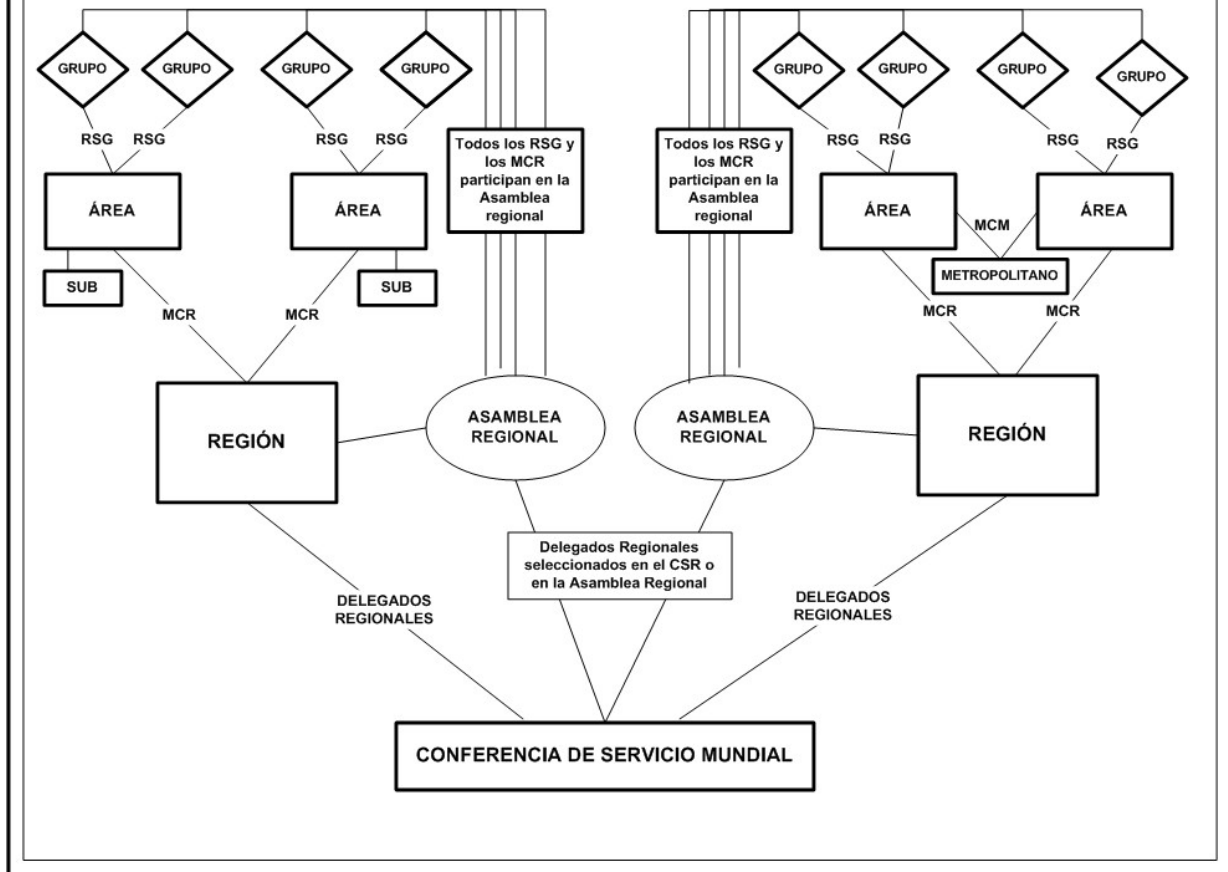 GRUPO GRUPO GRUPO GRUPO GRUPO GRUPO GRUPO GRUPO
RSG RSG RSG RSG RSG RSG RSG RSG
Todos los RSG y
los MCR
participan en la
Asamblea
regional
Todos los RSG y
los MCR
participan en la
Asamblea
regional
ÁREA ÁREA ÁREA ÁREA
MCM
SUB SUB METROPOLITANO
MCR MCR MCR MCR
REGIÓN
ASAMBLEA
REGIONAL
ASAMBLEA
REGIONAL
REGIÓN
Delegados Regionales
seleccionados en el CSR o
en la Asamblea Regional
DELEGADOS
REGIONALES
DELEGADOS
REGIONALES
CONFERENCIA DE SERVICIO MUNDIAL